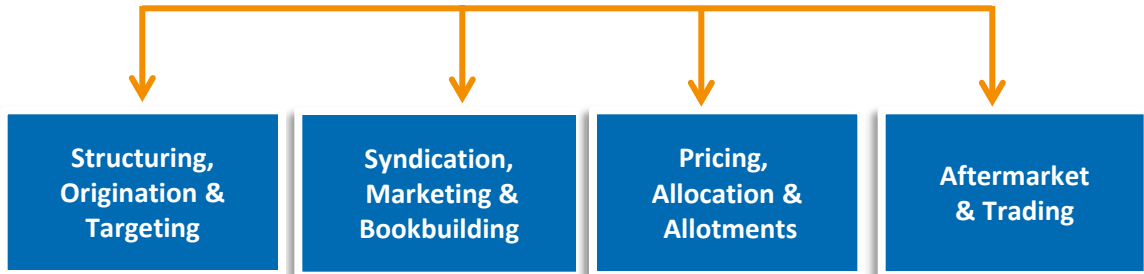 Structuring,
Origination &
Targeting
Syndication,
Marketing &
Bookbuilding
Pricing,
Allocation &
Allotments
Aftermarket
& Trading